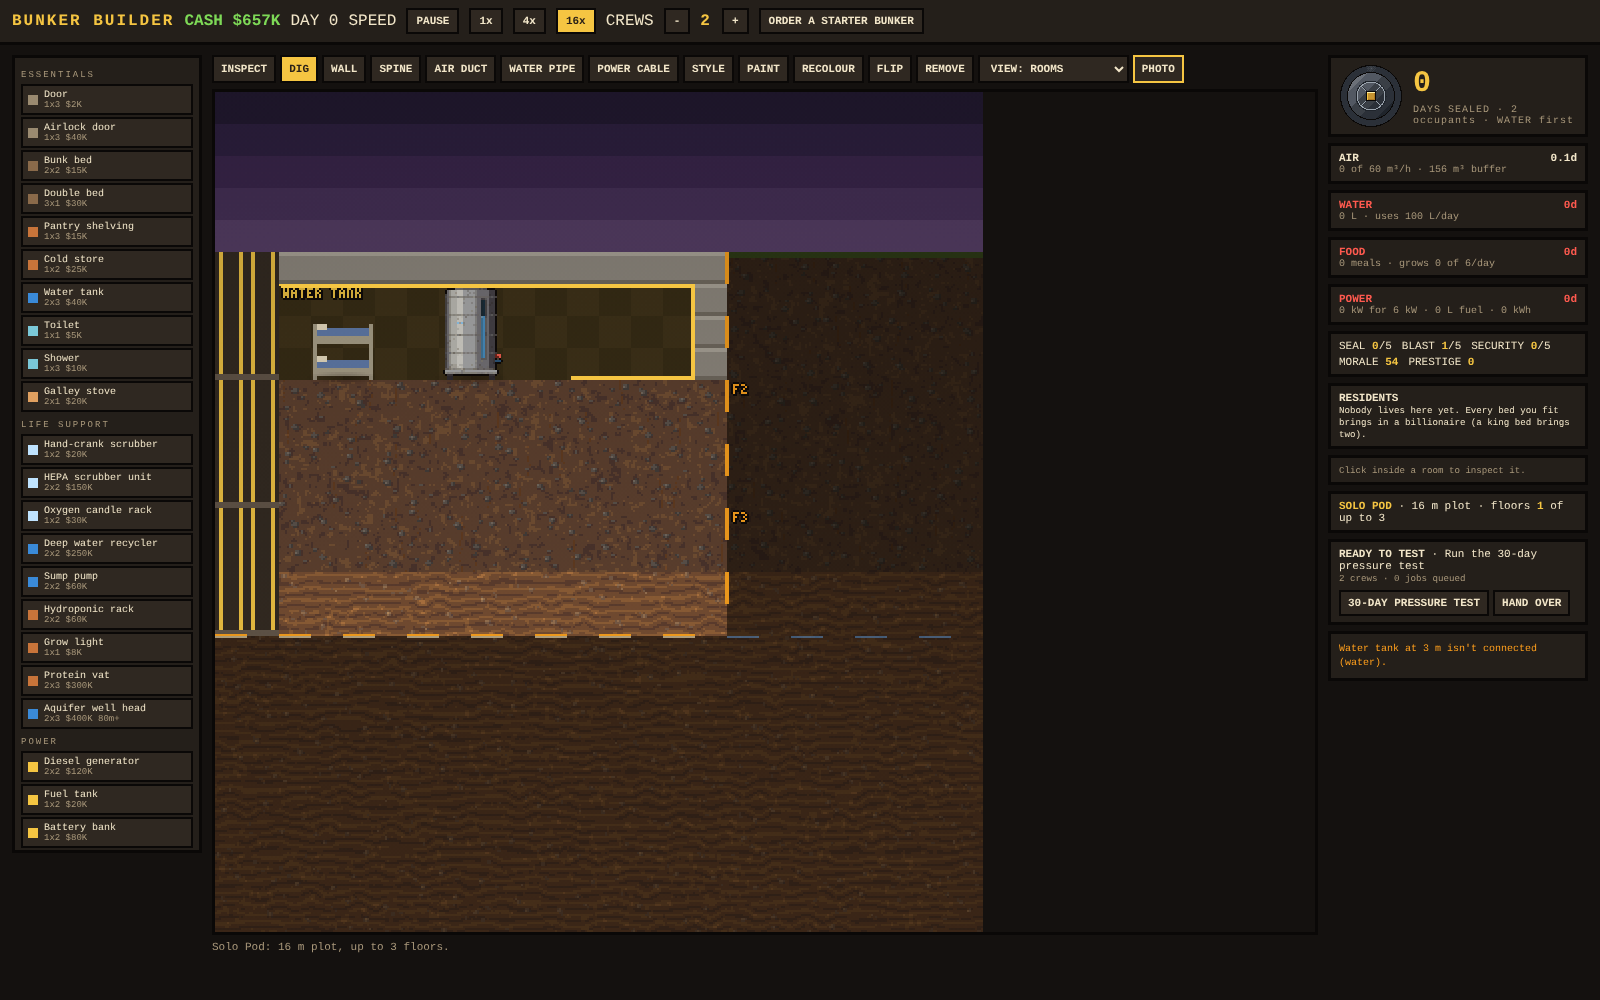 BUNKER BUILDER CASH $657K DAY 0 SPEED PAUSE 1x 4x 16x CREWS - 2 + ORDER A STARTER BUNKER
INSPECT DIG WALL SPINE AIR DUCT WATER PIPE POWER CABLE STYLE PAINT RECOLOUR FLIP REMOVE VIEW: ROOMS PHOTO
ESSENTIALS
Door
1x3 $2K
Airlock door
1x3 $40K
Bunk bed
2x2 $15K
Double bed
3x1 $30K
Pantry shelving
1x3 $15K
Cold store
1x2 $25K
Water tank
2x3 $40K
Toilet
1x1 $5K
Shower
1x3 $10K
Galley stove
2x1 $20K
LIFE SUPPORT
Hand-crank scrubber
1x2 $20K
HEPA scrubber unit
2x2 $150K
Oxygen candle rack
1x2 $30K
Deep water recycler
2x2 $250K
Sump pump
2x2 $60K
Hydroponic rack
2x2 $60K
Grow light
1x1 $8K
Protein vat
2x3 $300K
Aquifer well head
2x3 $400K 80m+
POWER
Diesel generator
2x2 $120K
Fuel tank
1x2 $20K
Battery bank
1x2 $80K
WATER TANK
F2
F3
Solo Pod: 16 m plot, up to 3 floors.
0
DAYS SEALED · 2
occupants · WATER first
AIR 0.1d
0 of 60 m³/h · 156 m³ buffer
WATER 0d
0 L · uses 100 L/day
FOOD 0d
0 meals · grows 0 of 6/day
POWER 0d
0 kW for 6 kW · 0 L fuel · 0 kWh
SEAL 0/5 BLAST 1/5 SECURITY 0/5
MORALE 54 PRESTIGE 0
RESIDENTS
Nobody lives here yet. Every bed you fit
brings in a billionaire (a king bed brings
two).
Click inside a room to inspect it.
SOLO POD · 16 m plot · floors 1 of
up to 3
READY TO TEST · Run the 30-day
pressure test
2 crews · 0 jobs queued
30-DAY PRESSURE TEST HAND OVER
Water tank at 3 m isn't connected
(water).